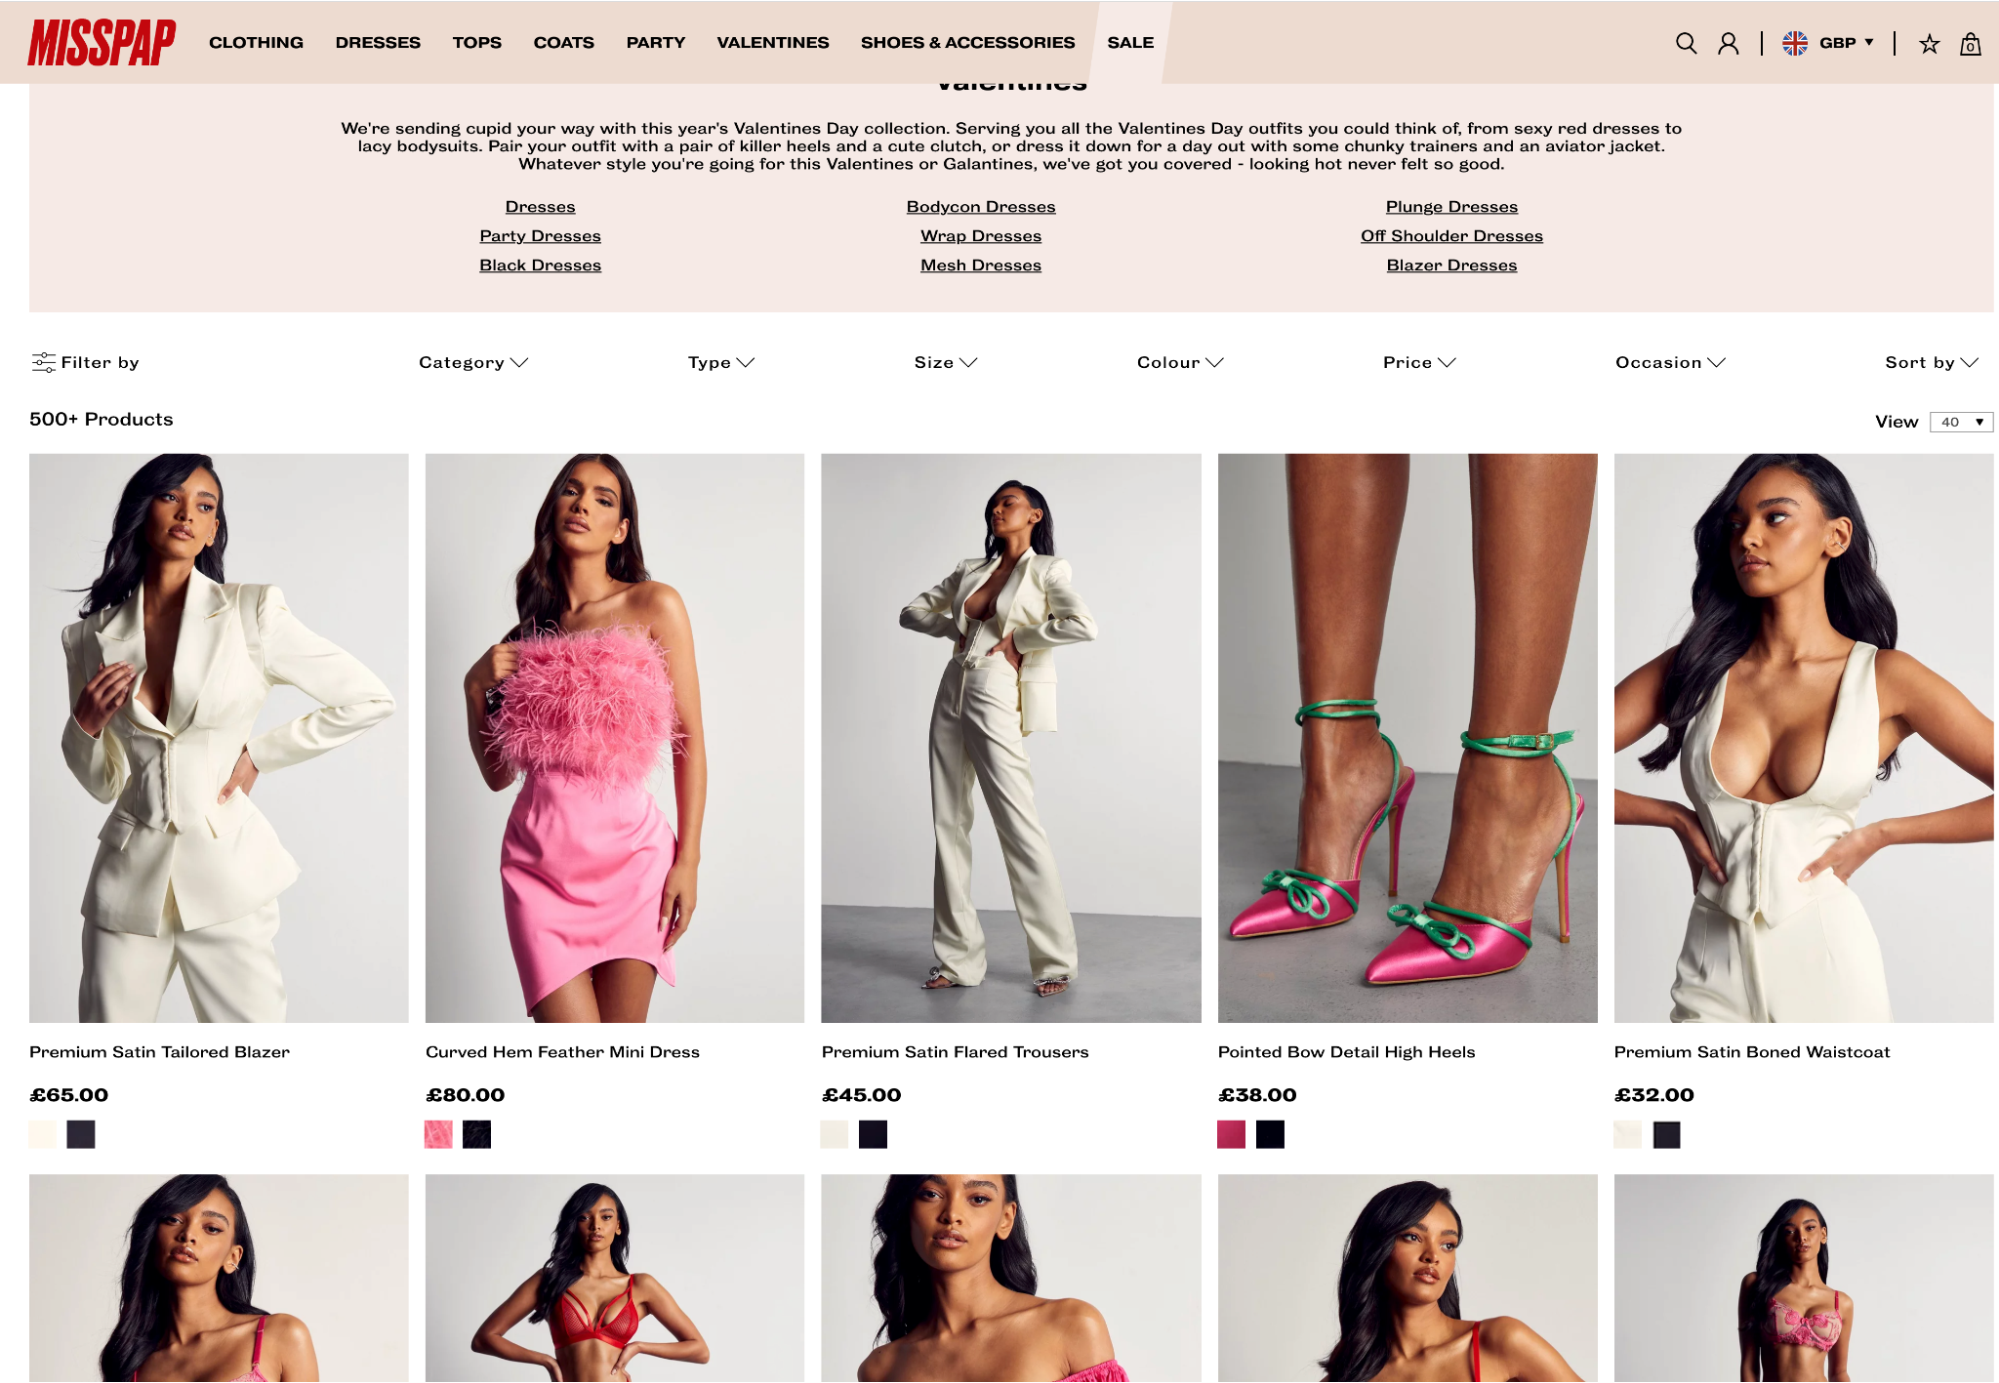 MISSPAP
CLOTHING
DRESSES
TOPS
COATS
PARTY
VALENTINES
SHOES & ACCESSORIES
SALE
GBP
0
Valentines
We're sending cupid your way with this year's Valentines Day collection. Serving you all the Valentines Day outfits you could think of, from sexy red dresses to
lacy bodysuits. Pair your outfit with a pair of killer heels and a cute clutch, or dress it down for a day out with some chunky trainers and an aviator jacket.
Whatever style you're going for this Valentines or Galantines, we've got you covered - looking hot never felt so good.
Dresses
Bodycon Dresses
Plunge Dresses
Party Dresses
Wrap Dresses
Off Shoulder Dresses
Black Dresses
Mesh Dresses
Blazer Dresses
Filter by
Category
Type
Size
Colour
Price
Occasion
Sort by
500+ Products
View
40
Premium Satin Tailored Blazer
£65.00
Curved Hem Feather Mini Dress
£80.00
Premium Satin Flared Trousers
£45.00
Pointed Bow Detail High Heels
£38.00
Premium Satin Boned Waistcoat
£32.00